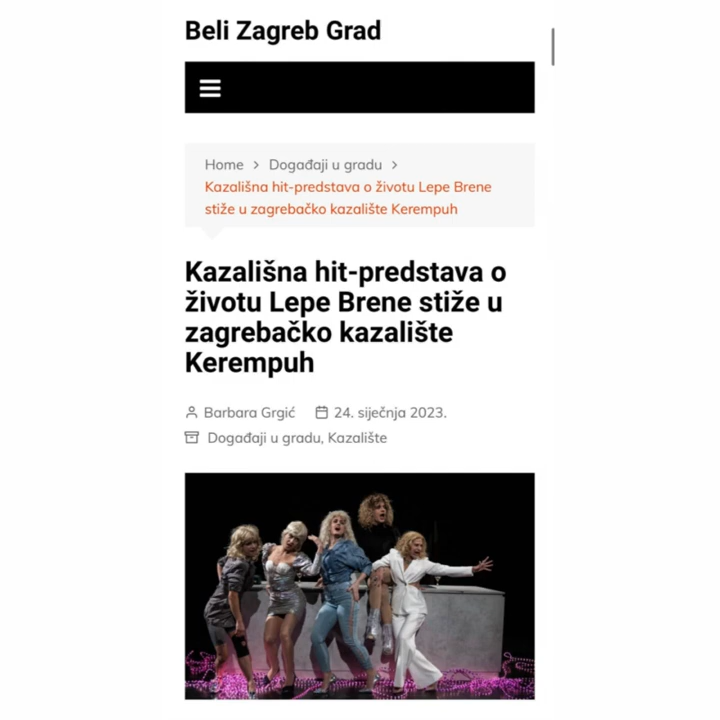 Beli Zagreb Grad
Home > Događaji u gradu >
Kazališna hit-predstava o životu Lepe Brene
stiže u zagrebačko kazalište Kerempuh
Kazališna hit-predstava o
životu Lepe Brene stiže u
zagrebačko kazalište
Kerempuh
Barbara Grgić 24. siječnja 2023.
Događaji u gradu, Kazalište